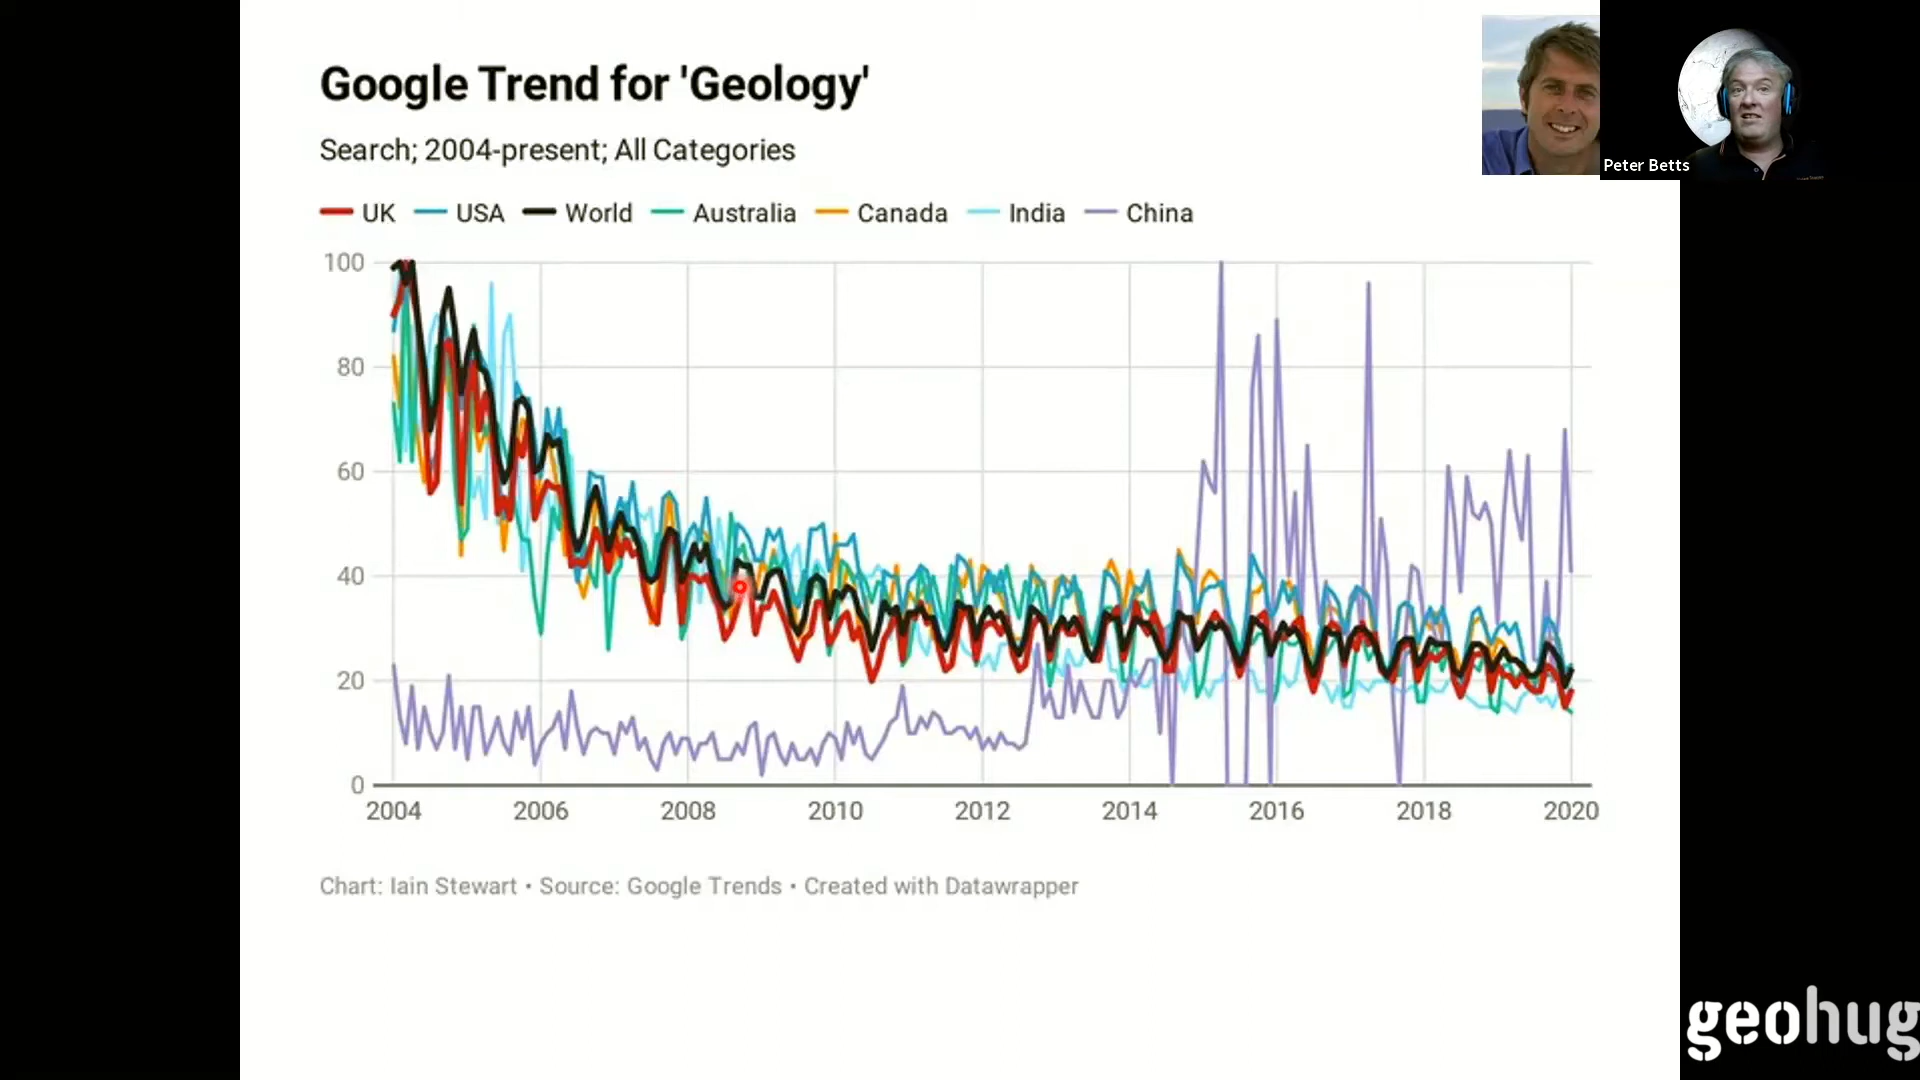 Google Trend for 'Geology'
Search; 2004-present; All Categories
UK USA World Australia Canada India China
100
80
60
40
20
0
2004 2006 2008 2010 2012 2014 2016 2018 2020
Chart: Iain Stewart • Source: Google Trends • Created with Datawrapper
Peter Betts
geohug